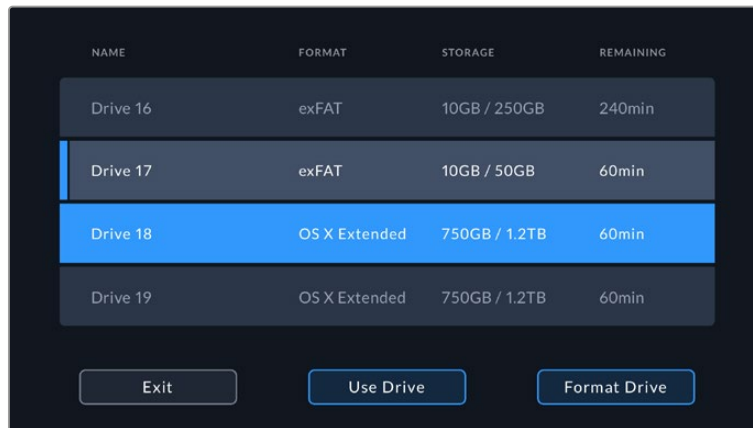 NAME FORMAT STORAGE REMAINING
Drive 16 exFAT 10GB / 250GB 240min
Drive 17 exFAT 10GB / 50GB 60min
Drive 18 OS X Extended 750GB / 1.2TB 60min
Drive 19 OS X Extended 750GB / 1.2TB 60min
Exit Use Drive Format Drive